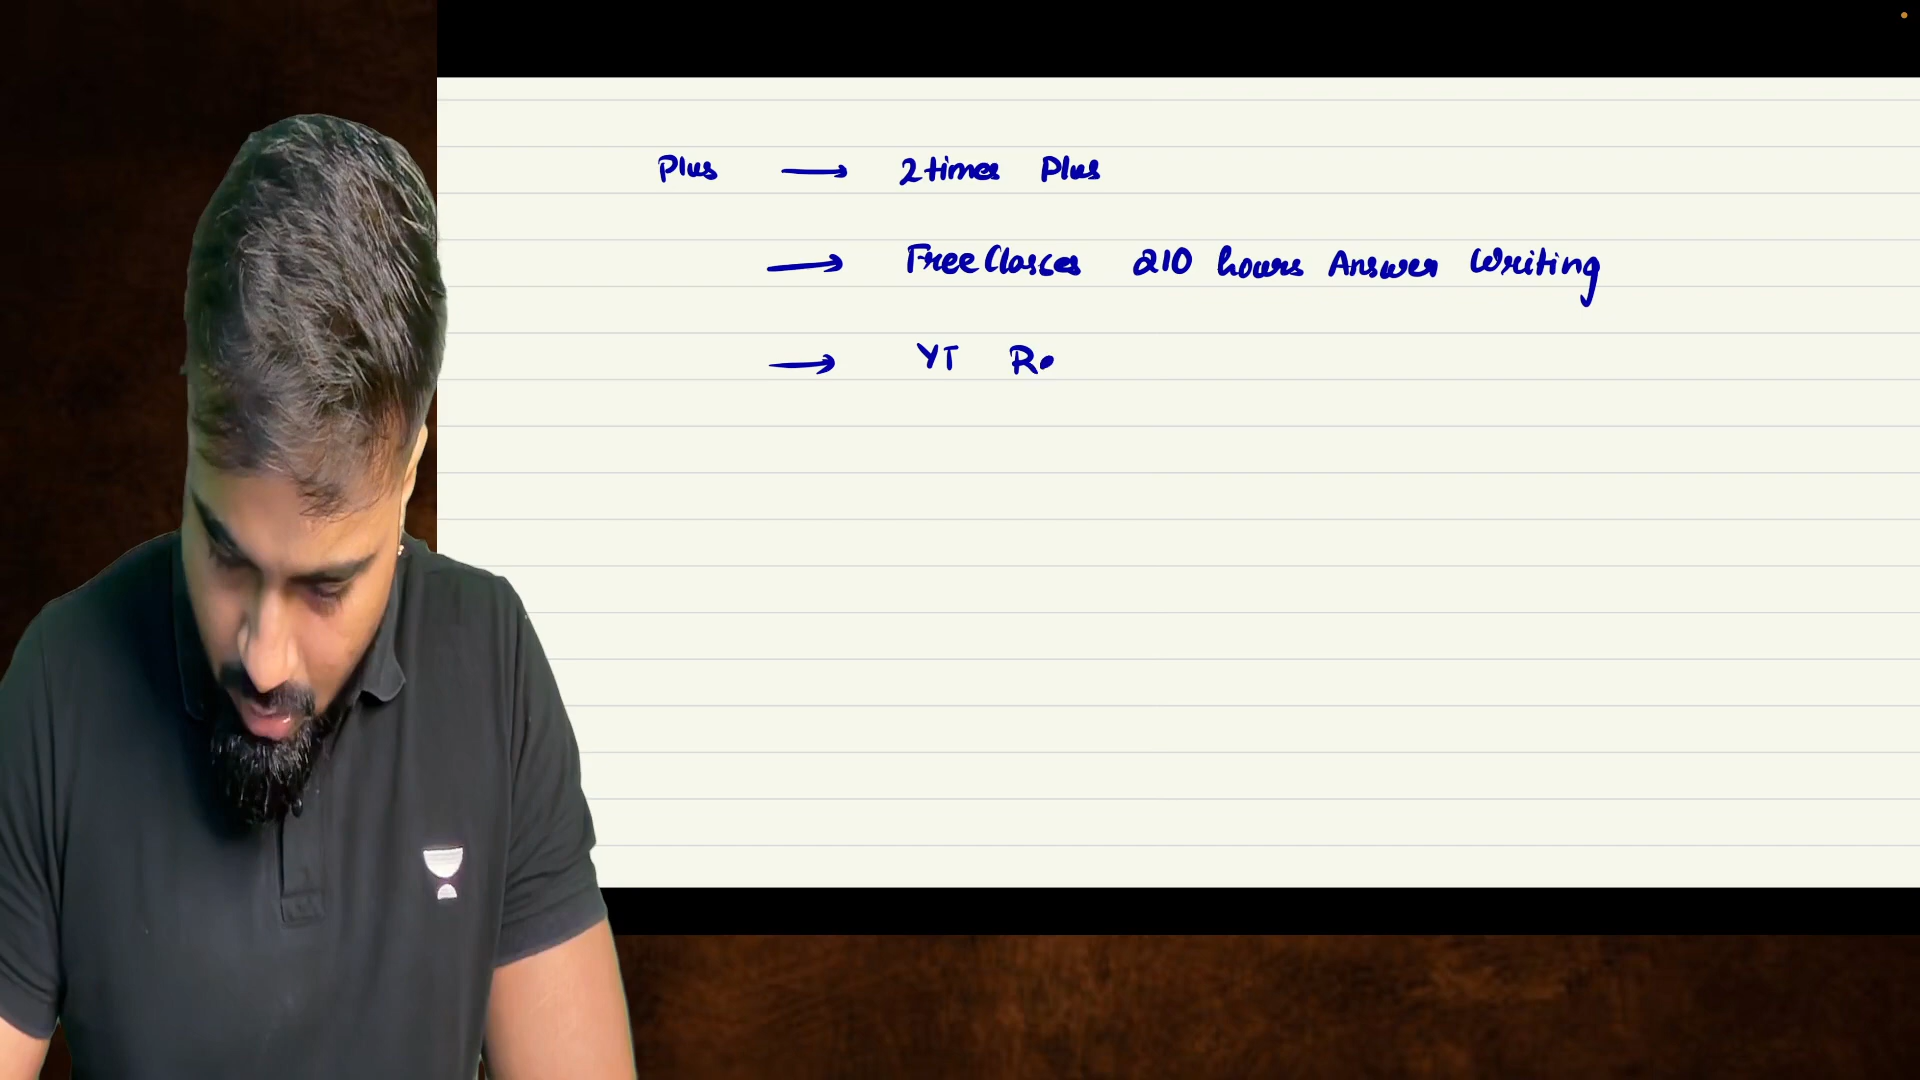 Plus → 2times Plus
→ Free Classes 210 hours Answer Writing
→ YT R